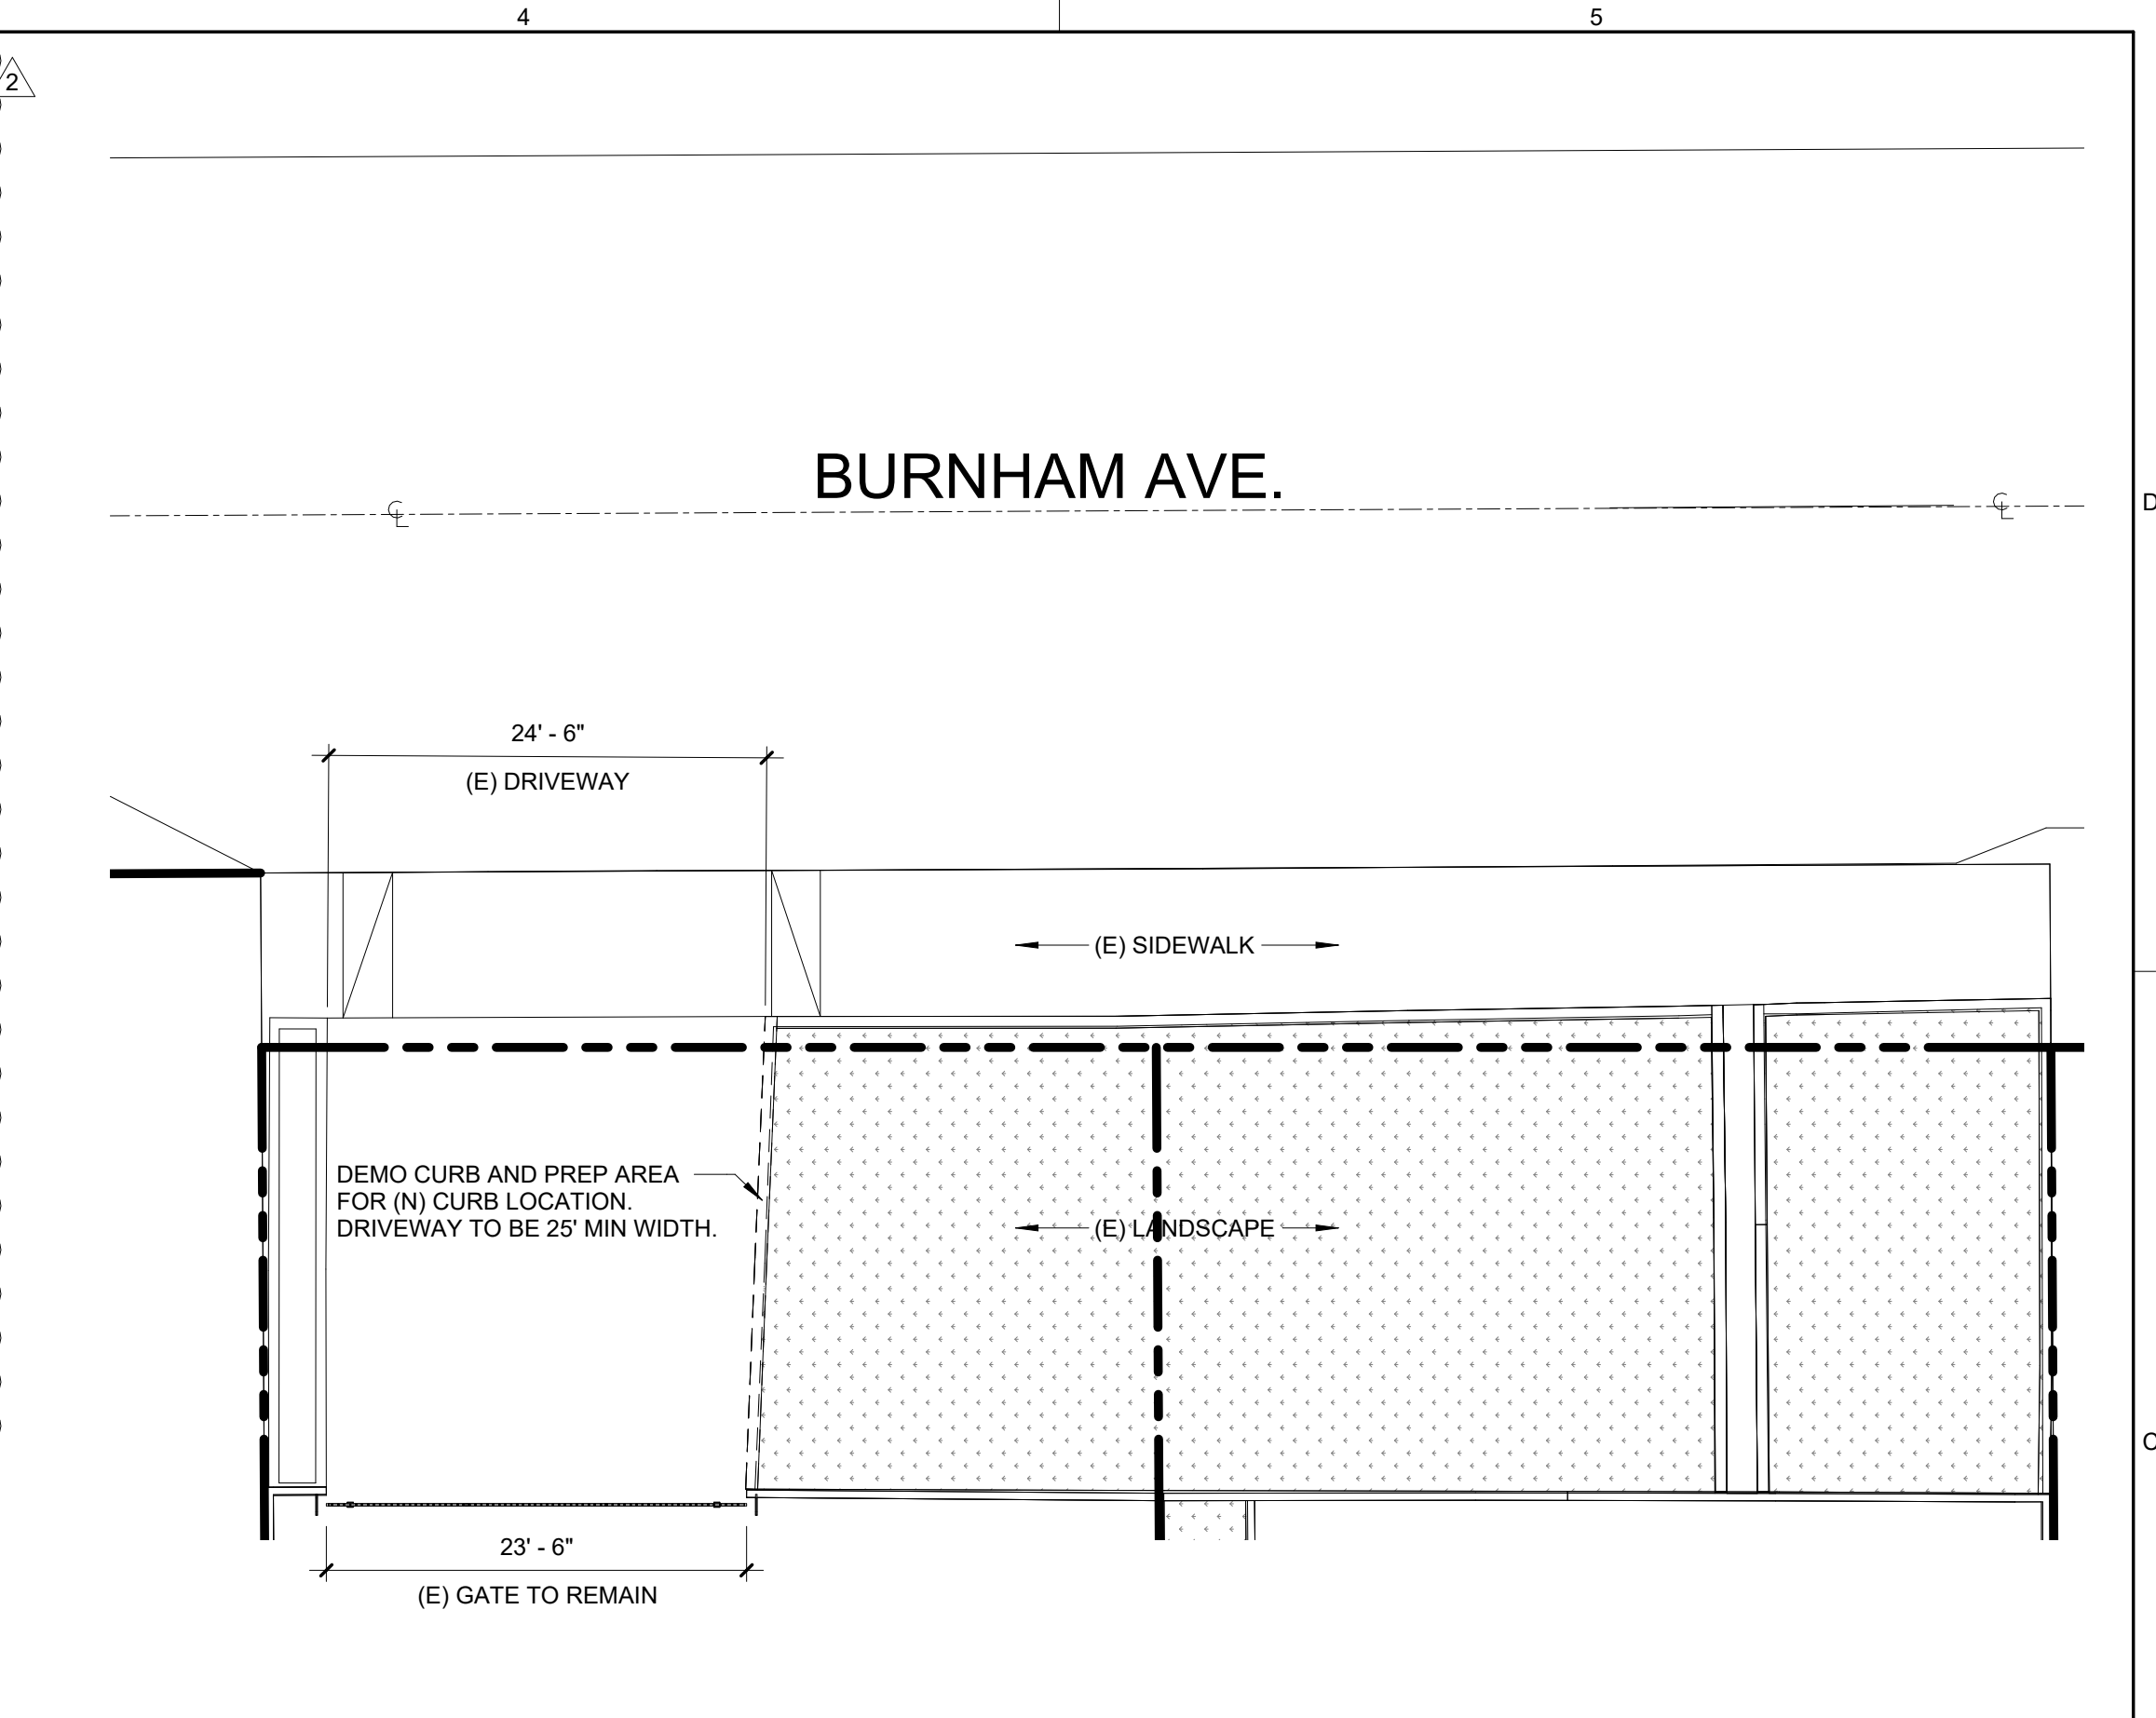 4
5
2
BURNHAM AVE.
D
24' - 6"
(E) DRIVEWAY
(E) SIDEWALK
DEMO CURB AND PREP AREA
FOR (N) CURB LOCATION.
DRIVEWAY TO BE 25' MIN WIDTH.
(E) LANDSCAPE
C
23' - 6"
(E) GATE TO REMAIN